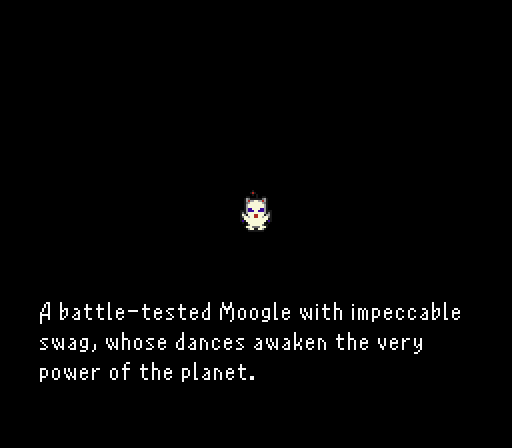 A battle-tested Moogle with impeccable
swag, whose dances awaken the very
power of the planet.